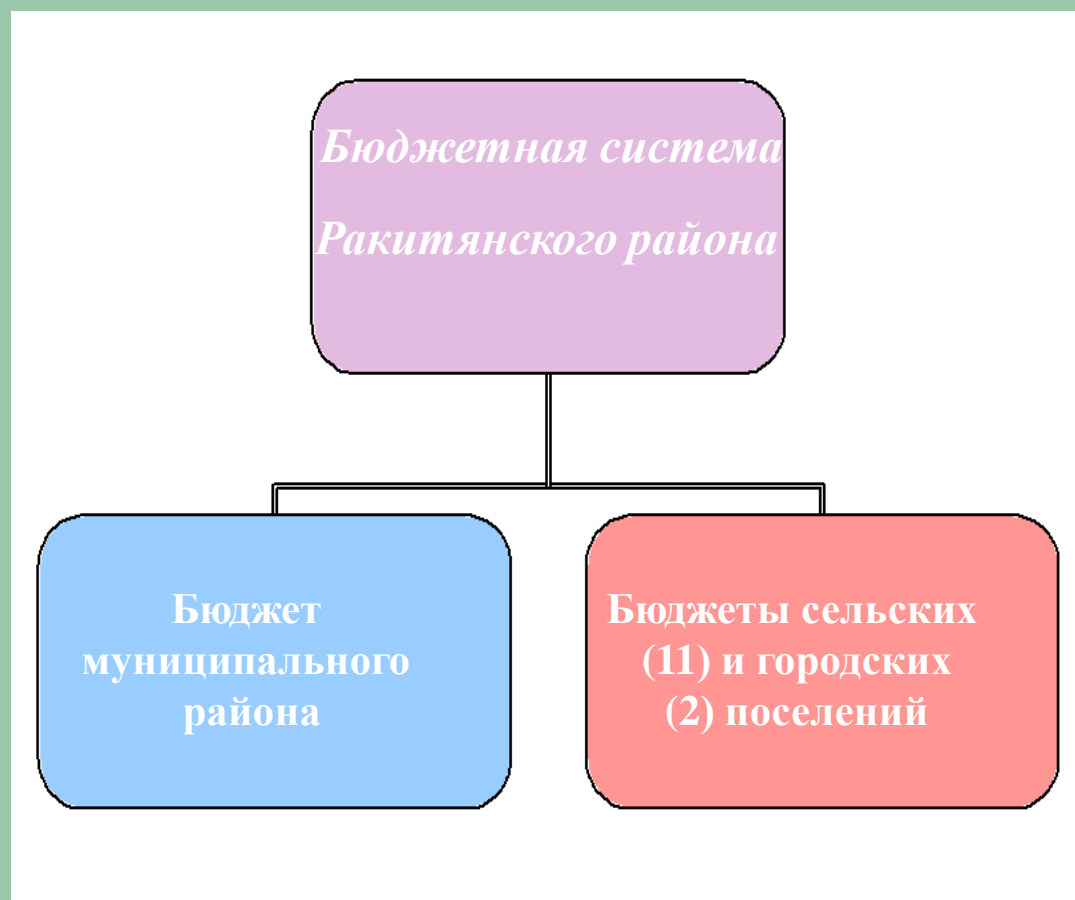 Бюджетная система
Ракитянского района
Бюджет
муниципального
района
Бюджеты сельских
(11) и городских
(2) поселений